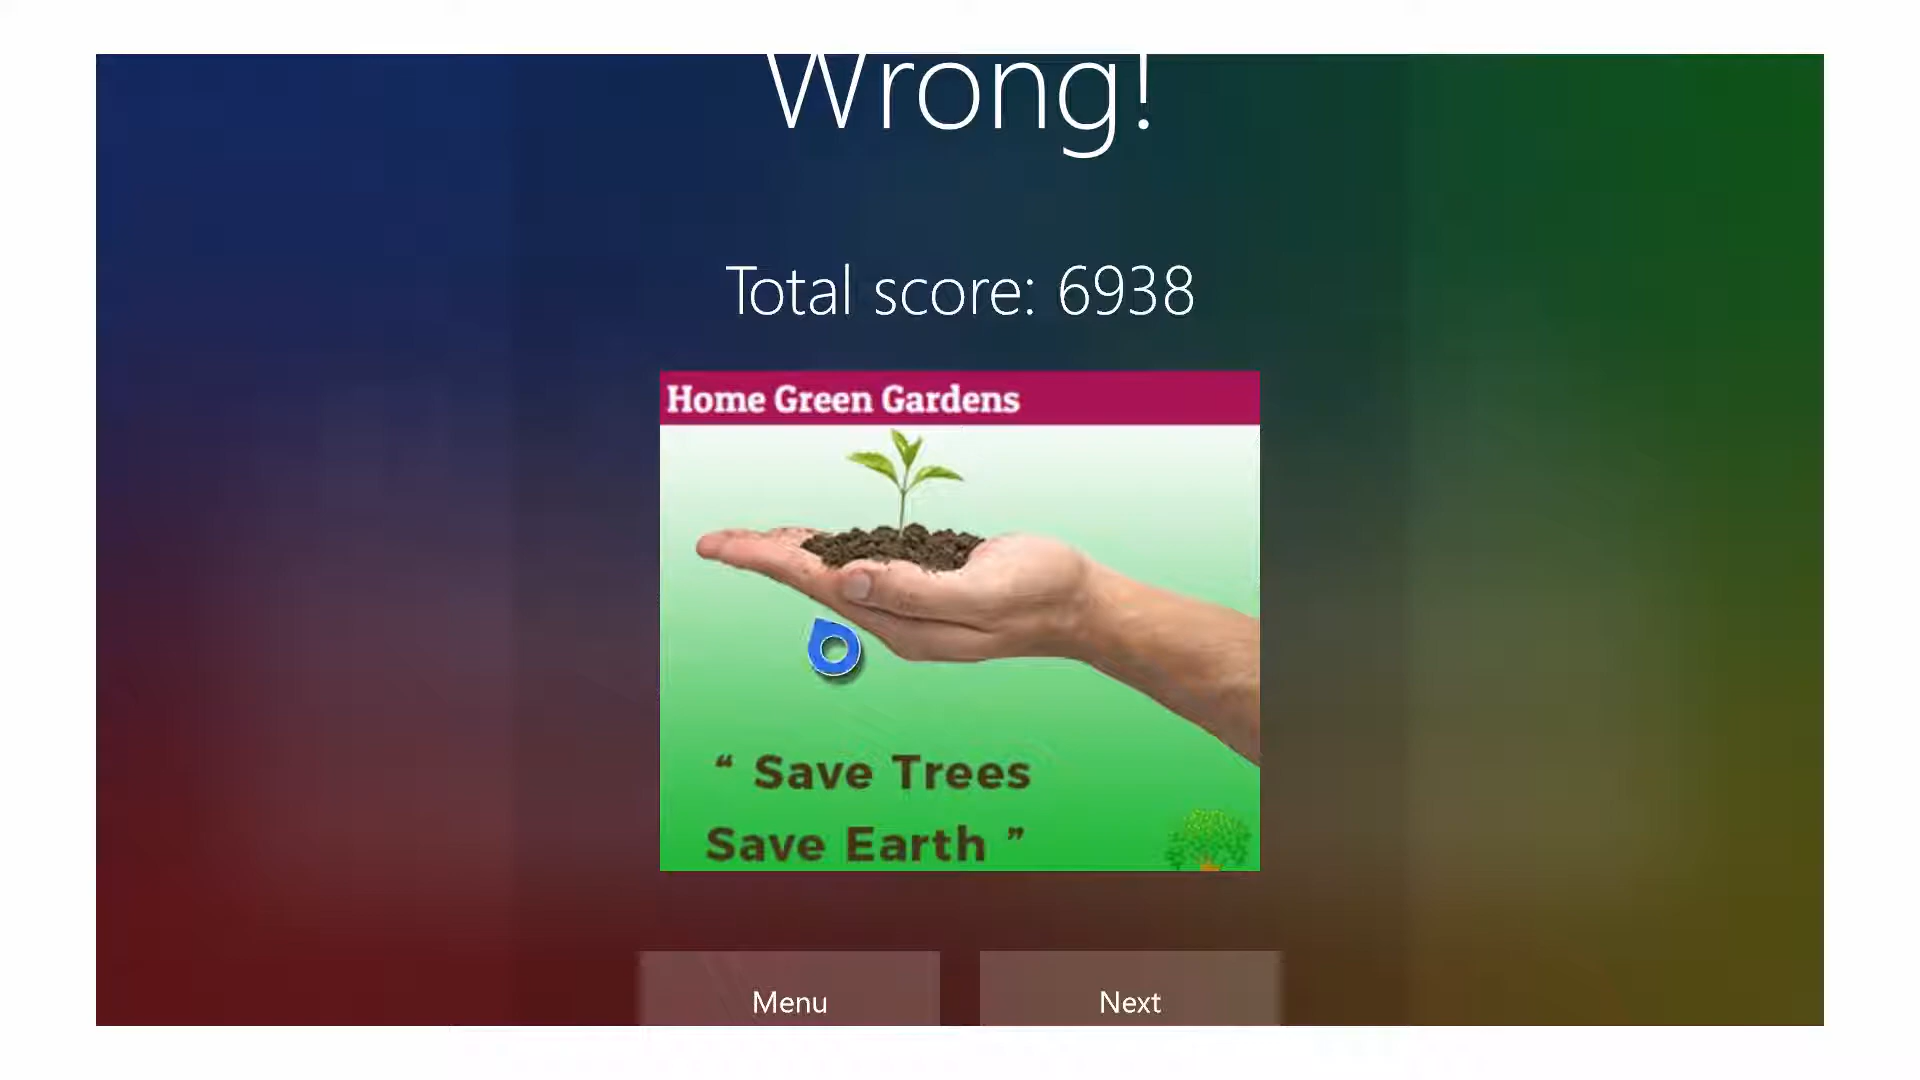 Wrong!
Total score: 6938
Home Green Gardens
“ Save Trees
Save Earth ”
Menu
Next